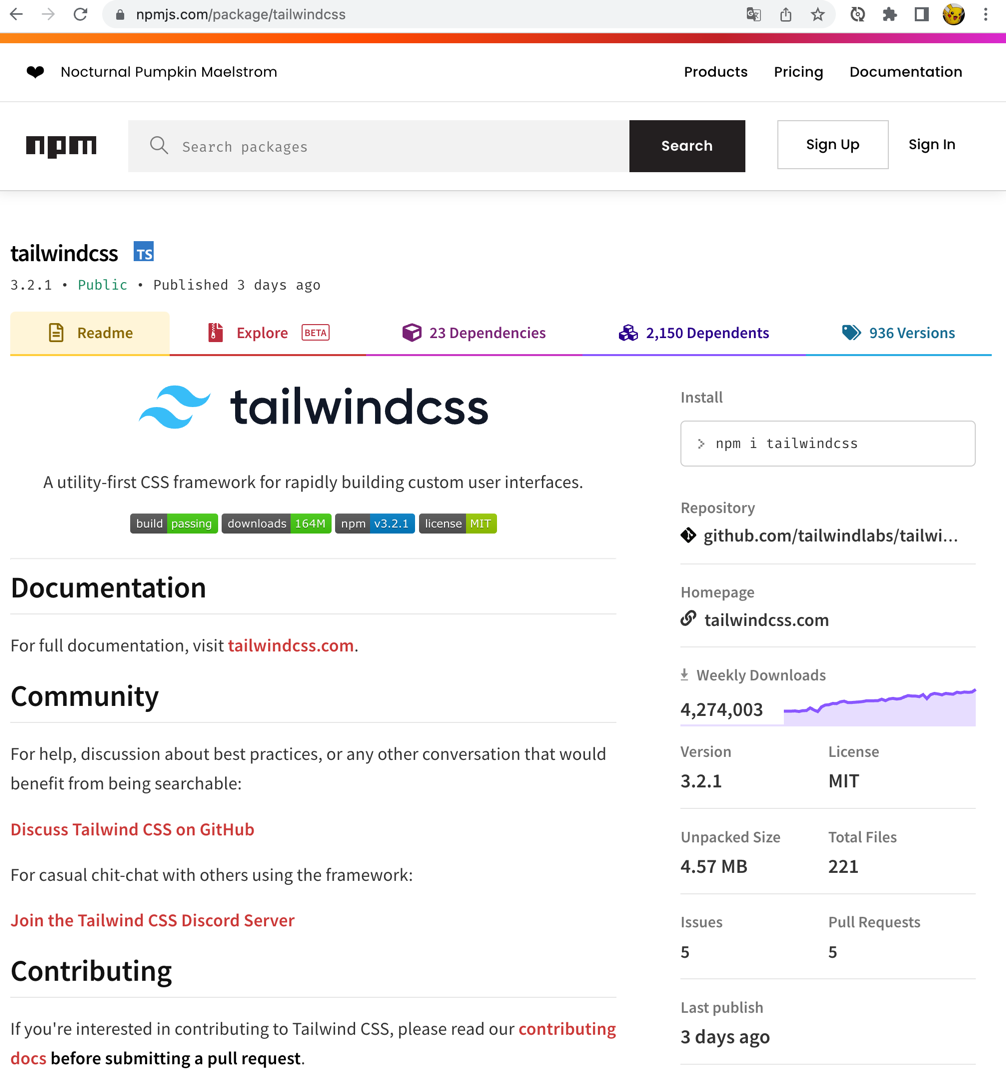 npmjs.com/package/tailwindcss
Nocturnal Pumpkin Maelstrom
Products Pricing Documentation
npm
Search packages
Search
Sign Up
Sign In
tailwindcss TS
3.2.1 • Public • Published 3 days ago
Readme
Explore BETA
23 Dependencies
2,150 Dependents
936 Versions
tailwindcss
A utility-first CSS framework for rapidly building custom user interfaces.
build passing downloads 164M npm v3.2.1 license MIT
Documentation
For full documentation, visit tailwindcss.com.
Community
For help, discussion about best practices, or any other conversation that would
benefit from being searchable:
Discuss Tailwind CSS on GitHub
For casual chit-chat with others using the framework:
Join the Tailwind CSS Discord Server
Contributing
If you're interested in contributing to Tailwind CSS, please read our contributing
docs before submitting a pull request.
Install
> npm i tailwindcss
Repository
github.com/tailwindlabs/tailwi...
Homepage
tailwindcss.com
Weekly Downloads
4,274,003
Version License
3.2.1 MIT
Unpacked Size Total Files
4.57 MB 221
Issues Pull Requests
5 5
Last publish
3 days ago